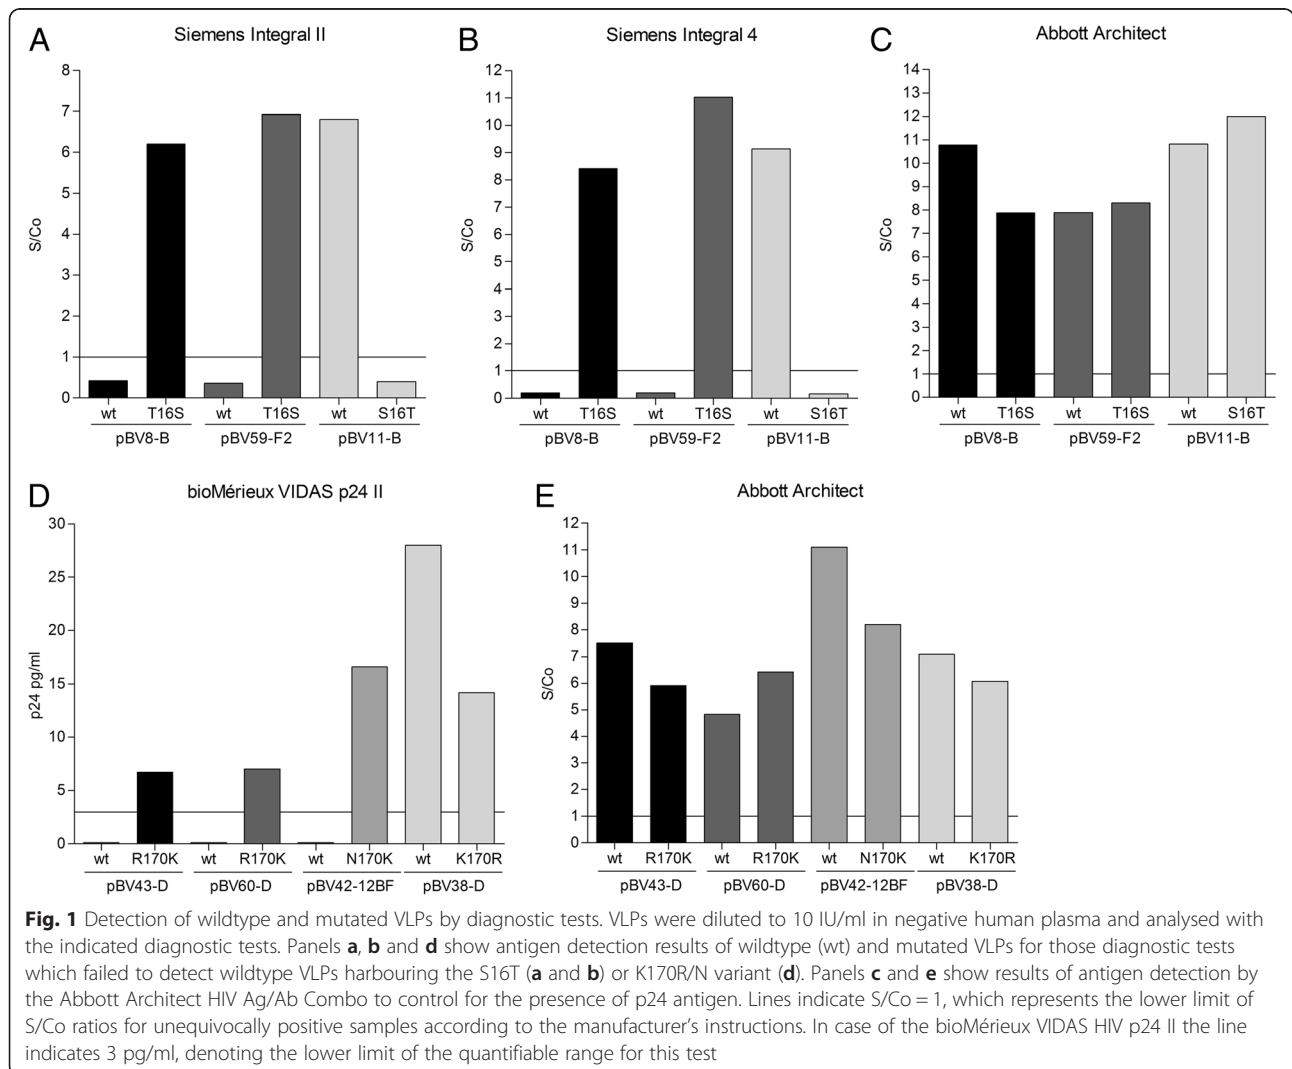 A
Siemens Integral II
S/Co
8
7
6
5
4
3
2
1
0
wt T16S wt T16S wt S16T
pBV8-B pBV59-F2 pBV11-B
B
Siemens Integral 4
S/Co
12
11
10
9
8
7
6
5
4
3
2
1
0
wt T16S wt T16S wt S16T
pBV8-B pBV59-F2 pBV11-B
C
Abbott Architect
S/Co
14
13
12
11
10
9
8
7
6
5
4
3
2
1
0
wt T16S wt T16S wt S16T
pBV8-B pBV59-F2 pBV11-B
D
bioMérieux VIDAS p24 II
p24 pg/ml
30
25
20
15
10
5
0
wt R170K wt R170K wt N170K wt K170R
pBV43-D pBV60-D pBV42-12BF pBV38-D
E
Abbott Architect
S/Co
12
11
10
9
8
7
6
5
4
3
2
1
0
wt R170K wt R170K wt N170K wt K170R
pBV43-D pBV60-D pBV42-12BF pBV38-D
Fig. 1 Detection of wildtype and mutated VLPs by diagnostic tests. VLPs were diluted to 10 IU/ml in negative human plasma and analysed with
the indicated diagnostic tests. Panels a, b and d show antigen detection results of wildtype (wt) and mutated VLPs for those diagnostic tests
which failed to detect wildtype VLPs harbouring the S16T (a and b) or K170R/N variant (d). Panels c and e show results of antigen detection by
the Abbott Architect HIV Ag/Ab Combo to control for the presence of p24 antigen. Lines indicate S/Co = 1, which represents the lower limit of
S/Co ratios for unequivocally positive samples according to the manufacturer's instructions. In case of the bioMérieux VIDAS HIV p24 II the line
indicates 3 pg/ml, denoting the lower limit of the quantifiable range for this test